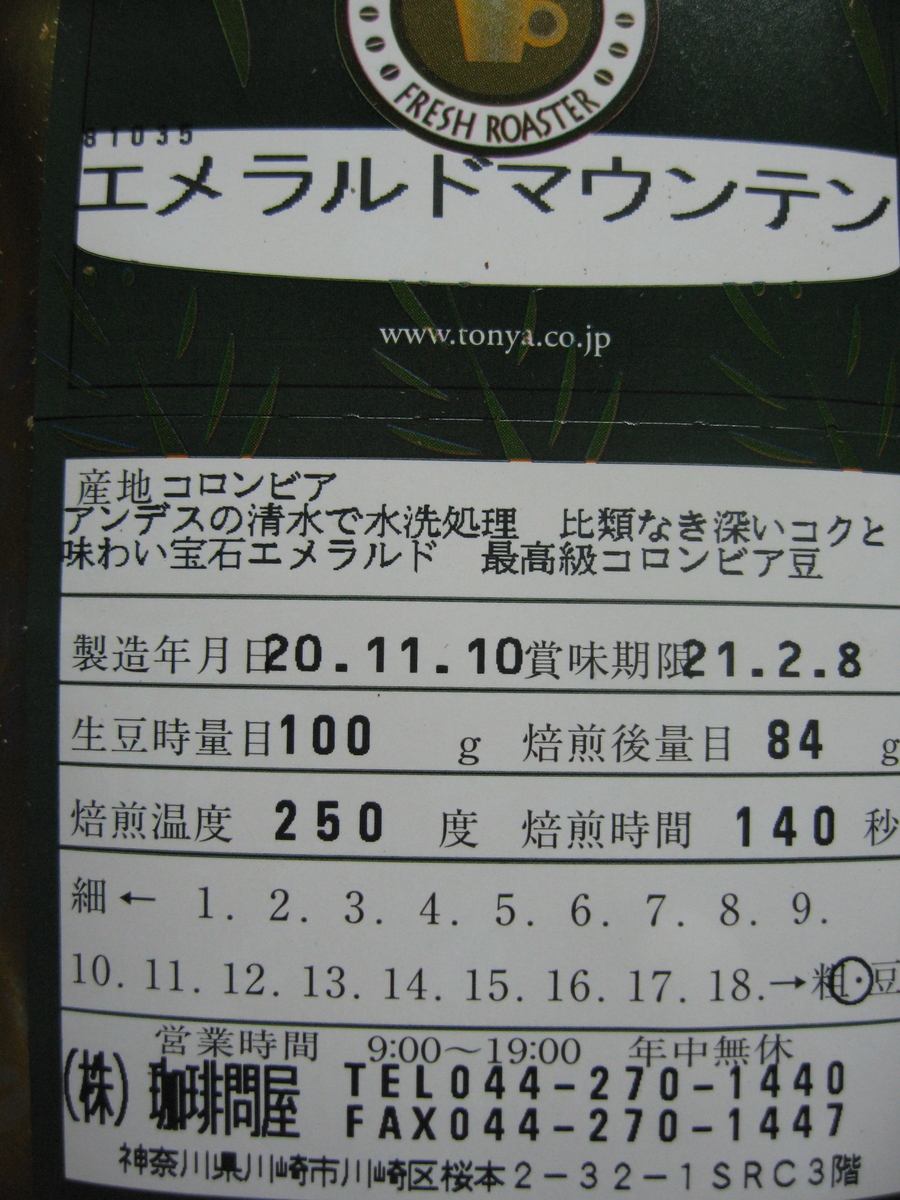 FRESH ROASTER
81035
エメラルドマウンテン
www.tonya.co.jp
産地 コロンビア
アンデスの清水で水洗処理　比類なき深いコクと
味わい宝石エメラルド　最高級コロンビア豆
製造年月日20.11.10賞味期限21.2.8
生豆時量目100 g 焙煎後量目 84 g
焙煎温度 250 度 焙煎時間 140 秒
細← 1. 2. 3. 4. 5. 6. 7. 8. 9.
10. 11. 12. 13. 14. 15. 16. 17. 18.→粗・豆
営業時間 9:00～19:00 年中無休
(株)珈琲問屋 TEL044-270-1440
FAX044-270-1447
神奈川県川崎市川崎区桜本2-32-1SRC3階